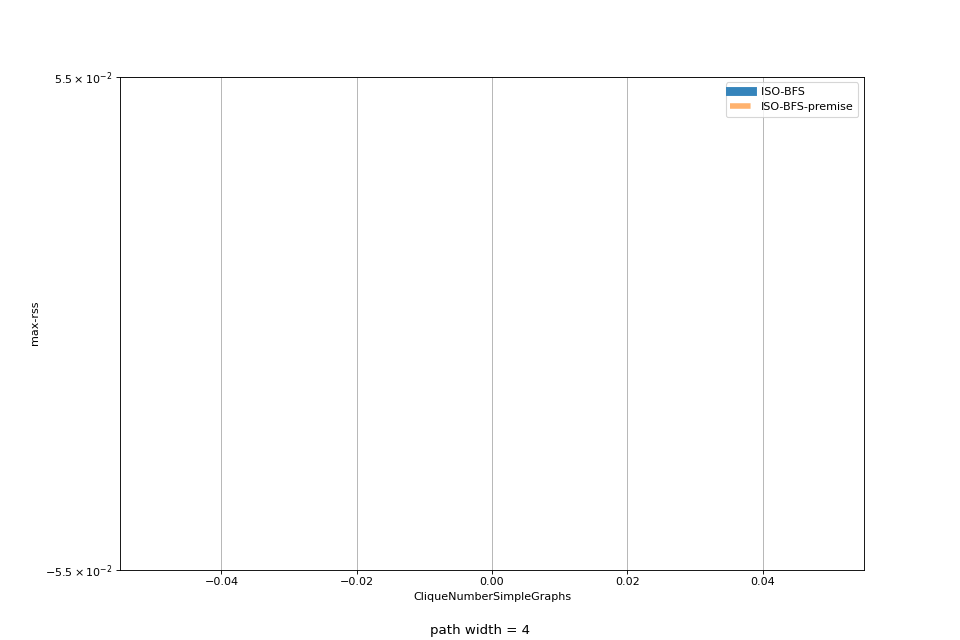 5.5 × 10⁻²
ISO-BFS
ISO-BFS-premise
max-rss
−5.5 × 10⁻²
−0.04 −0.02 0.00 0.02 0.04
CliqueNumberSimpleGraphs
path width = 4